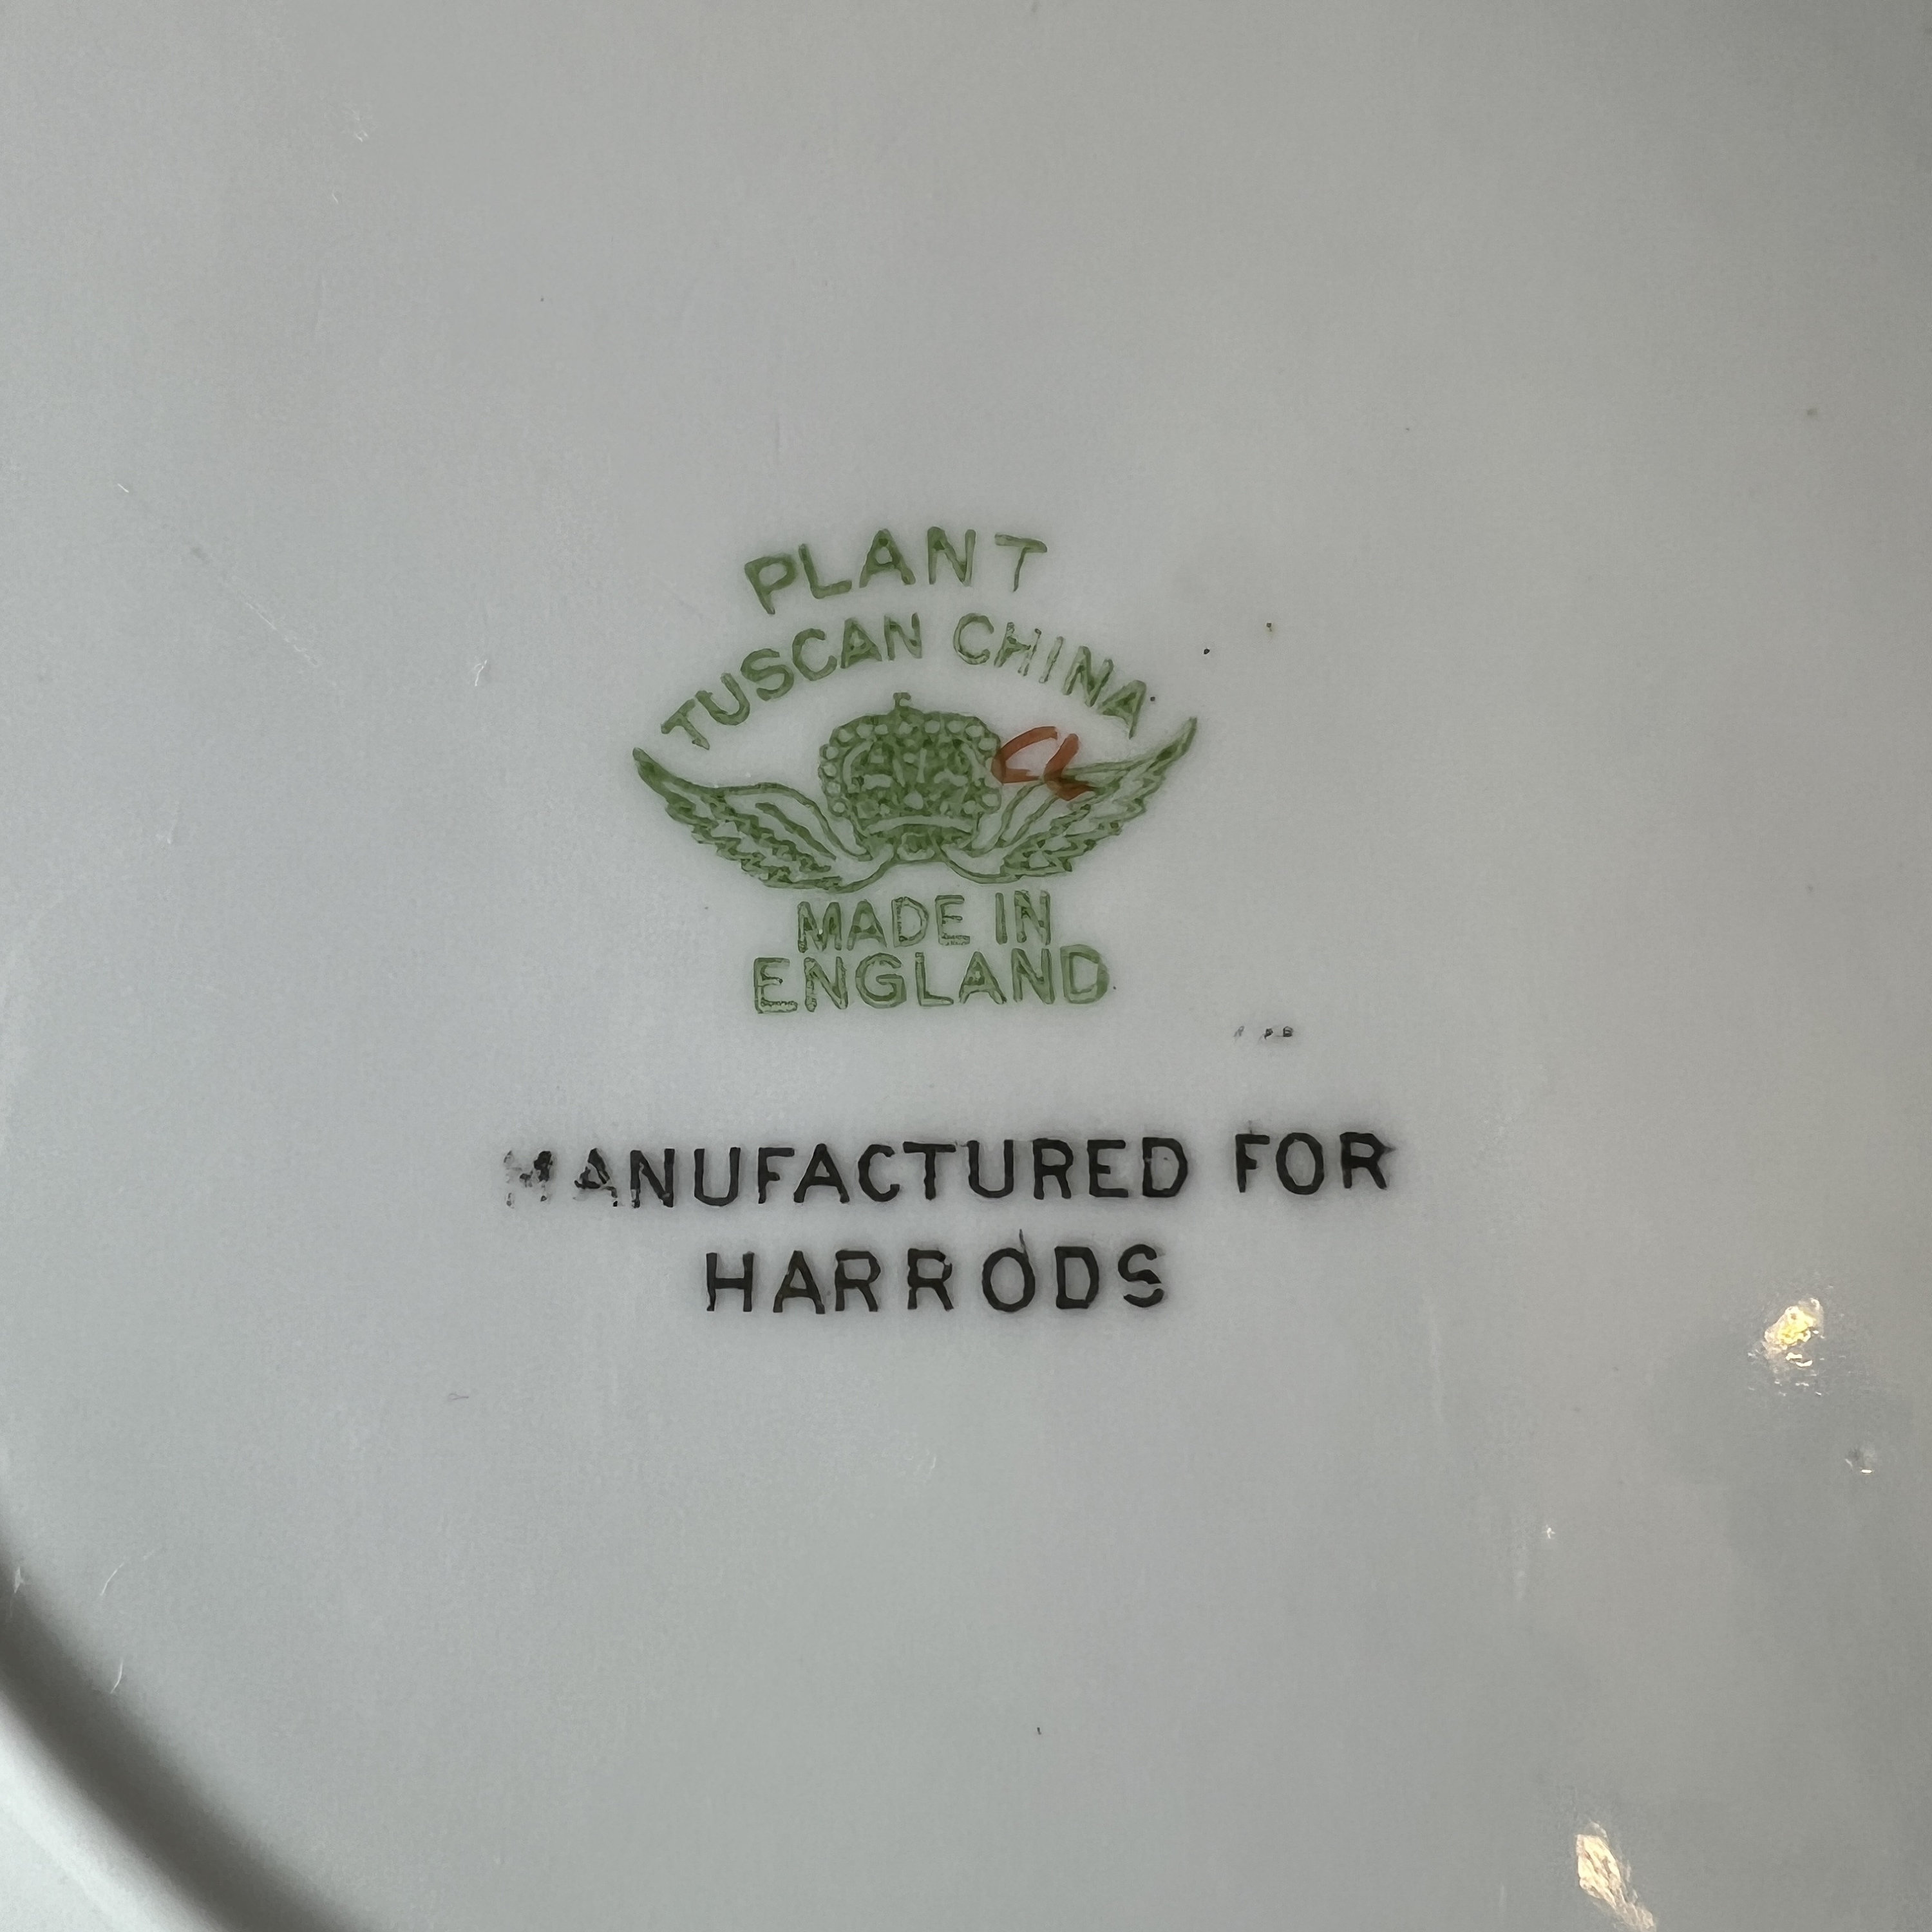 PLANT
TUSCAN CHINA
a
MADE IN
ENGLAND
MANUFACTURED FOR
HARRODS